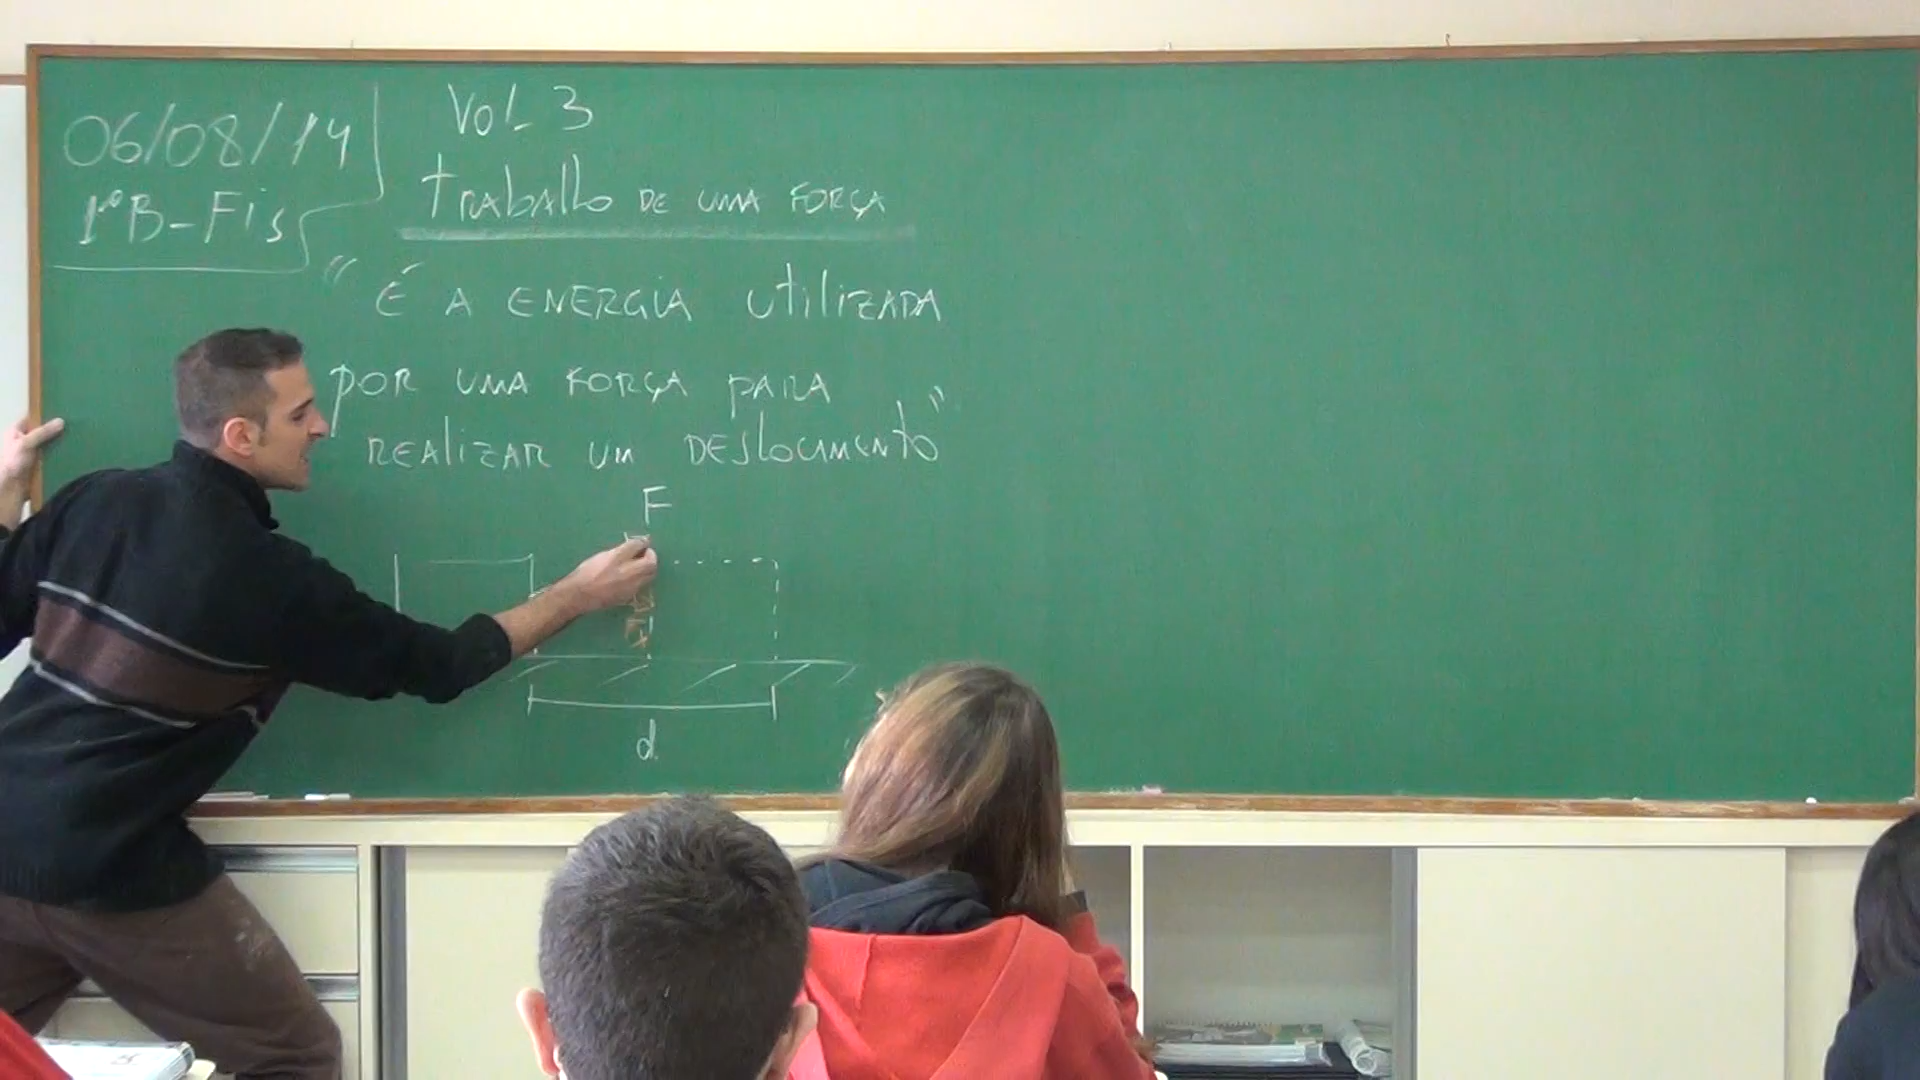 06/08/14
1ºB-Fis
Vol. 3
Trabalho de uma força
" É A ENERGIA UTILIZADA
POR UMA FORÇA PARA
REALIZAR UM DESLOCAMENTO "
F
d